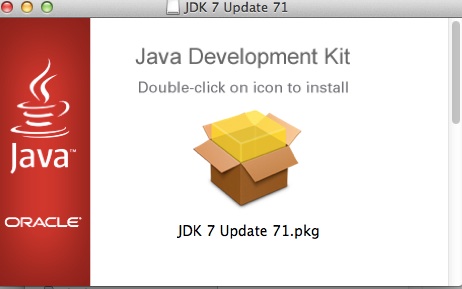 JDK 7 Update 71
Java Development Kit
Double-click on icon to install
Java™
ORACLE®
JDK 7 Update 71.pkg